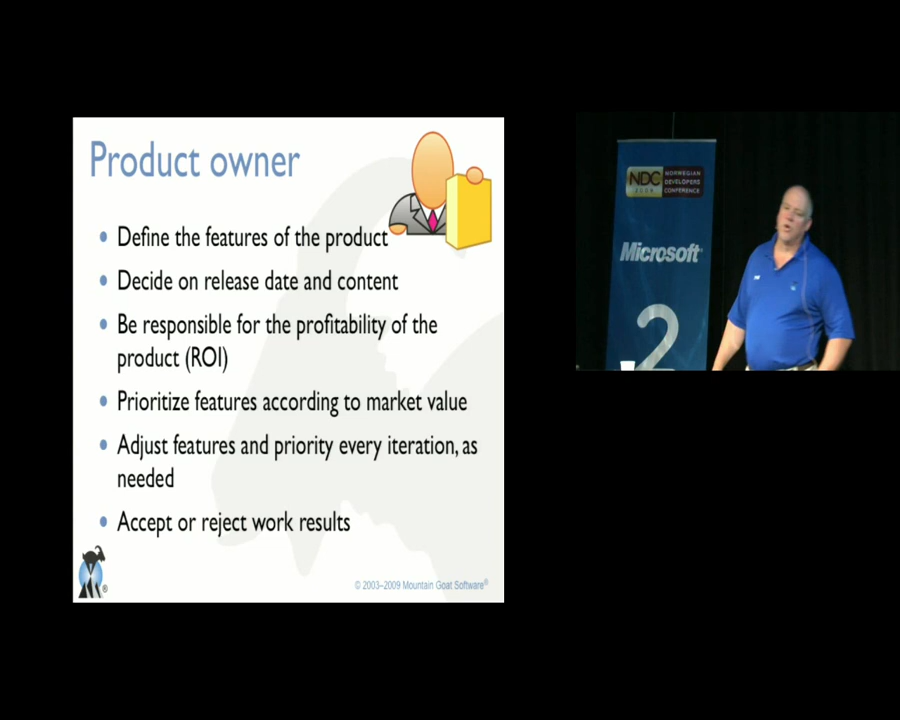 Product owner
• Define the features of the product
• Decide on release date and content
• Be responsible for the profitability of the
product (ROI)
• Prioritize features according to market value
• Adjust features and priority every iteration, as
needed
• Accept or reject work results
® 
© 2003–2009 Mountain Goat Software®
NDC
2009
NORWEGIAN
DEVELOPERS
CONFERENCE
Microsoft®
2